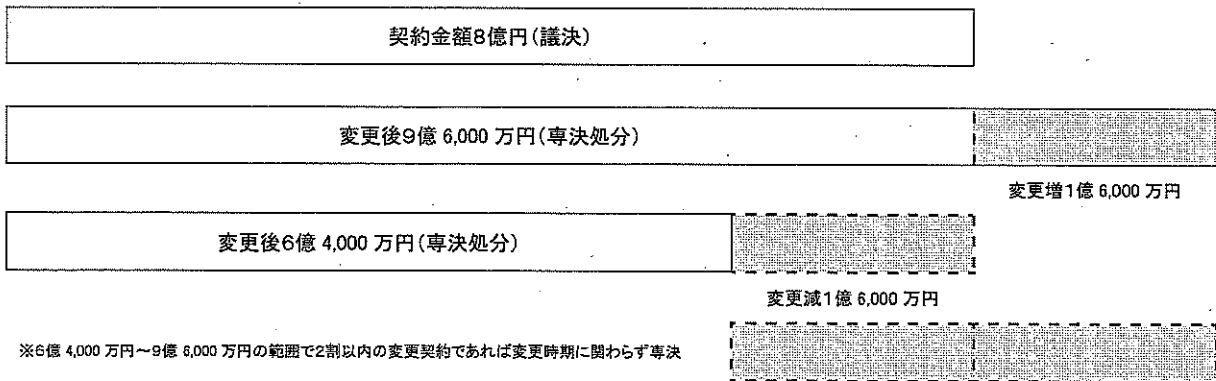 契約金額8億円(議決)
変更後9億 6,000 万円(専決処分)
変更増1億 6,000 万円
変更後6億 4,000 万円(専決処分)
変更減1億 6,000 万円
※6億 4,000 万円～9億 6,000 万円の範囲で2割以内の変更契約であれば変更時期に関わらず専決